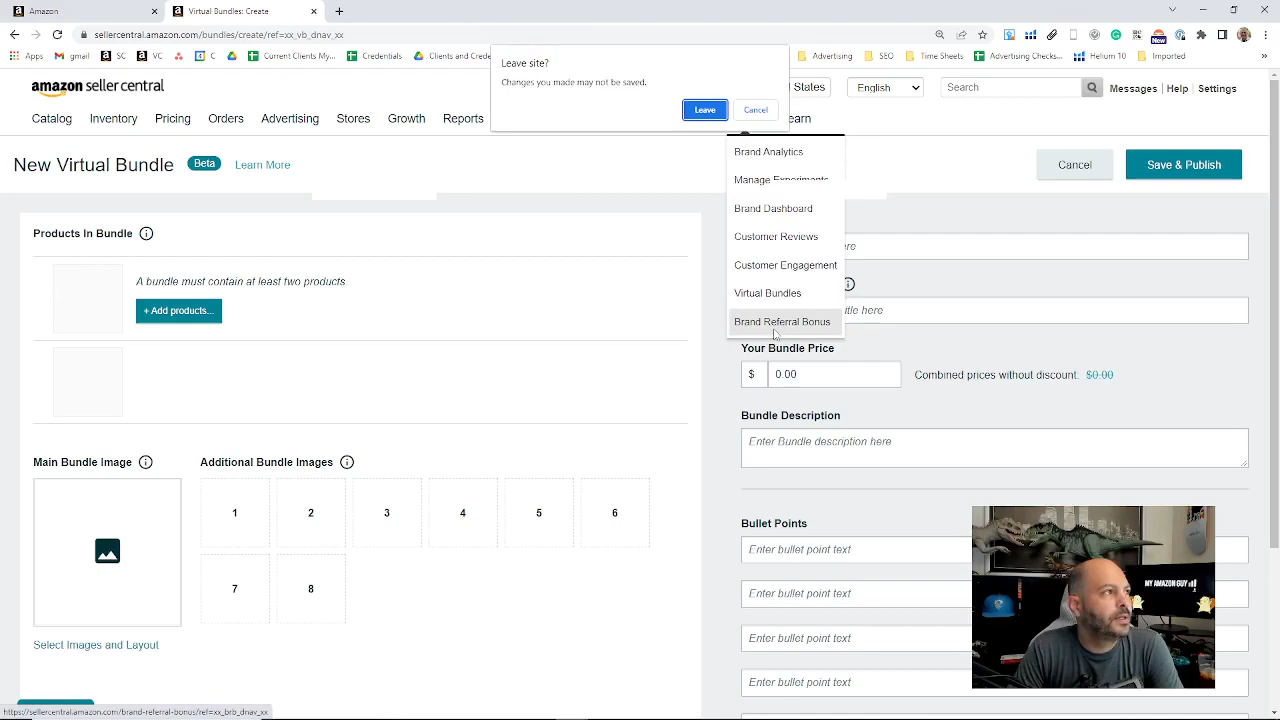 Amazon
Virtual Bundles: Create
sellercentral.amazon.com/bundles/create/ref=xx_vb_dnav_xx
New
Apps
gmail
SC
VC
C
Current Clients My...
Credentials
Client and Create
Advertising
SEO
Time Sheets
Advertising Checks...
Helium 10
Imported
Leave site?
Changes you made may not be saved.
Leave
Cancel
amazon seller central
States
English
Search
Messages | Help | Settings
Catalog
Inventory
Pricing
Orders
Advertising
Stores
Growth
Reports
New Virtual Bundle
Beta
Learn More
Cancel
Save & Publish
Brand Analytics
Manage Experiments
Brand Dashboard
Customer Reviews
Customer Engagement
Virtual Bundles
Brand Referral Bonus
Products In Bundle
A bundle must contain at least two products.
+ Add products...
Main Bundle Image
Additional Bundle Images
1
2
3
4
5
6
7
8
Select Images and Layout
Your Bundle Price
$
0.00
Combined prices without discount:
$0.00
Bundle Description
Enter Bundle description here
Bullet Points
Enter bullet point text
Enter bullet point text
Enter bullet point text
Enter bullet point text
MY AMAZON GUY
https://sellercentral.amazon.com/brand-referral-bonus/ref=xx_brb_dnav_xx